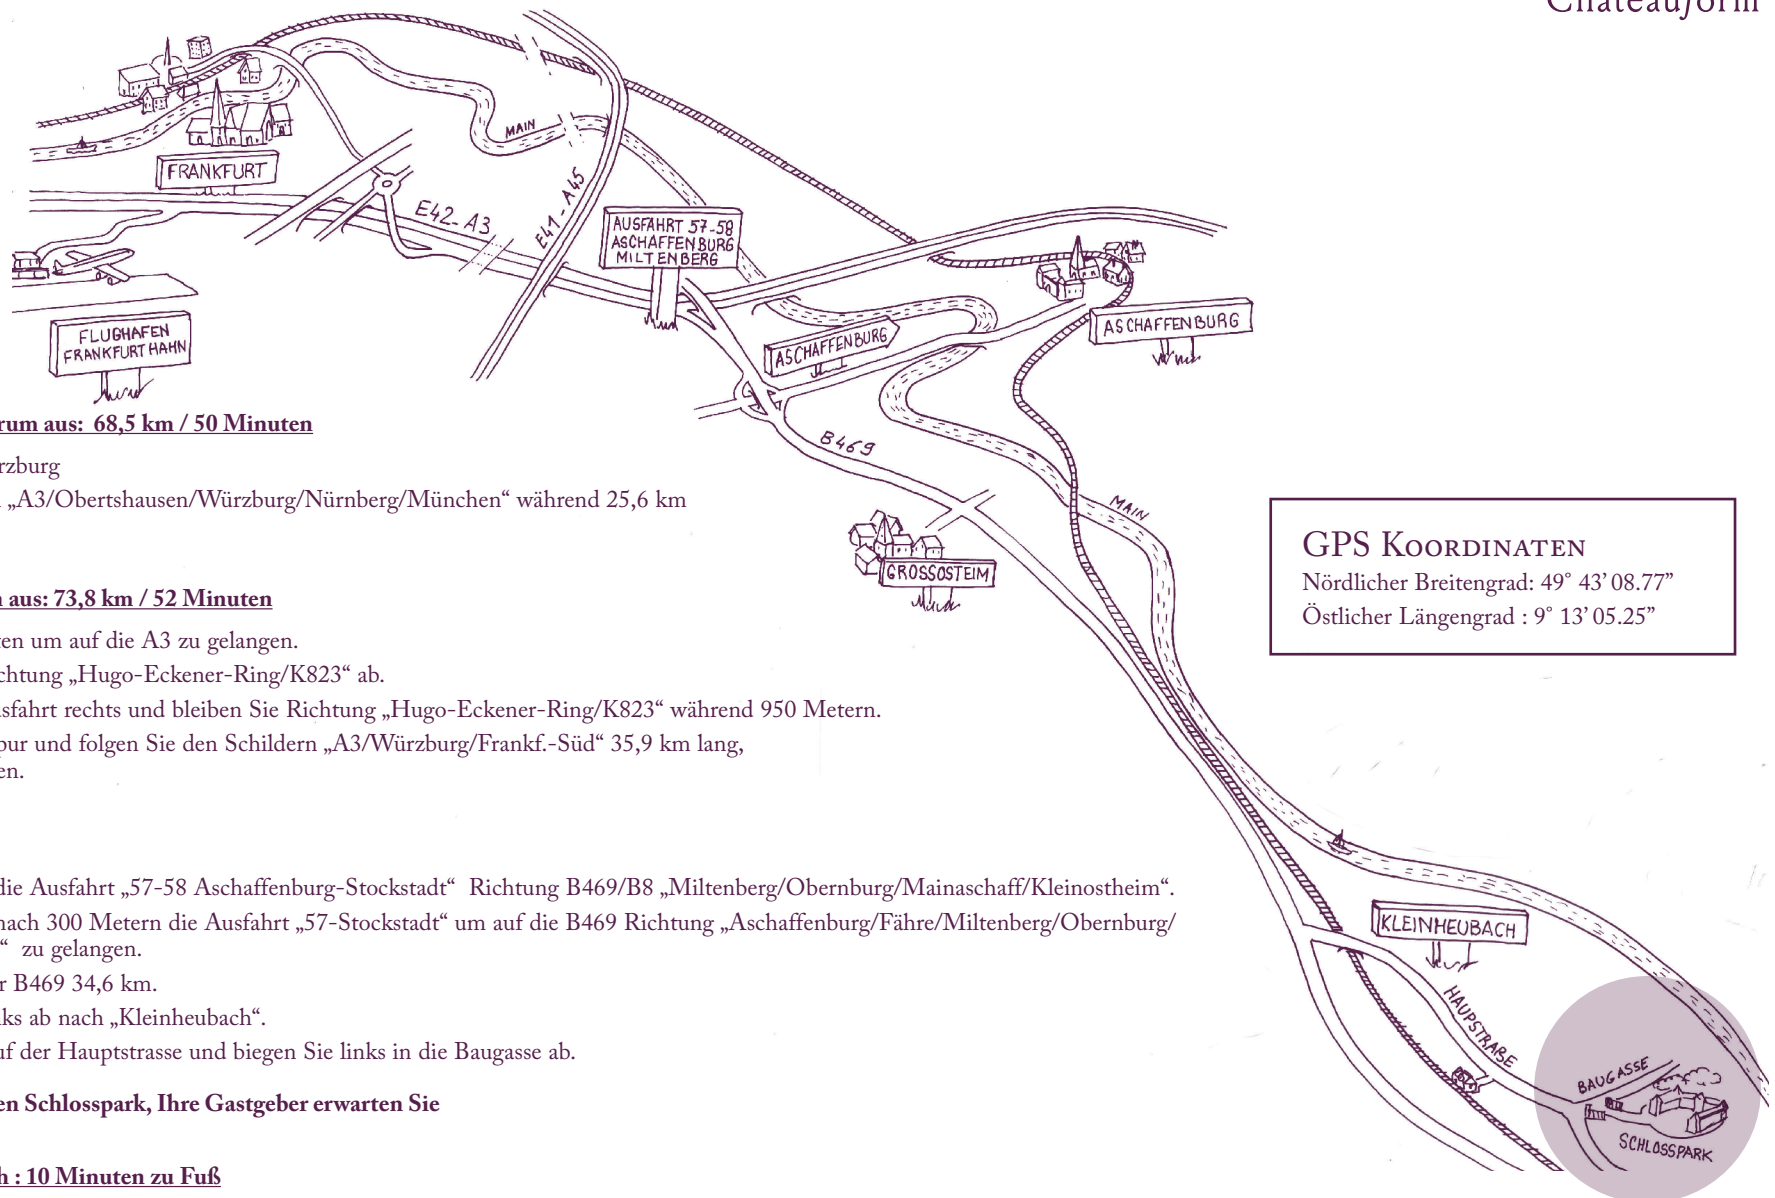 Châteauform
MAIN
FRANKFURT
E42-A3
E41-A45
AUSFAHRT 57-58
ASCHAFFENBURG
MILTENBERG
FLUGHAFEN
FRANKFURT HAHN
ASCHAFFENBURG
ASCHAFFENBURG
B469
MAIN
GROSSOSTEIM
rum aus: 68,5 km / 50 Minuten
rzburg
„A3/Obertshausen/Würzburg/Nürnberg/München“ während 25,6 km
aus: 73,8 km / 52 Minuten
en um auf die A3 zu gelangen.
chtung „Hugo-Eckener-Ring/K823“ ab.
usfahrt rechts und bleiben Sie Richtung „Hugo-Eckener-Ring/K823“ während 950 Metern.
pur und folgen Sie den Schildern „A3/Würzburg/Frankf.-Süd“ 35,9 km lang,
en.
GPS Koordinaten
Nördlicher Breitengrad: 49° 43’ 08.77”
Östlicher Längengrad : 9° 13’ 05.25”
die Ausfahrt „57-58 Aschaffenburg-Stockstadt“ Richtung B469/B8 „Miltenberg/Obernburg/Mainaschaff/Kleinostheim“.
nach 300 Metern die Ausfahrt „57-Stockstadt“ um auf die B469 Richtung „Aschaffenburg/Fähre/Miltenberg/Obernburg/
“ zu gelangen.
r B469 34,6 km.
ks ab nach „Kleinheubach“.
uf der Hauptstrasse und biegen Sie links in die Baugasse ab.
en Schlosspark, Ihre Gastgeber erwarten Sie
h : 10 Minuten zu Fuß
KLEINHEUBACH
HAUPSTRAßE
BAUGASSE
SCHLOSSPARK